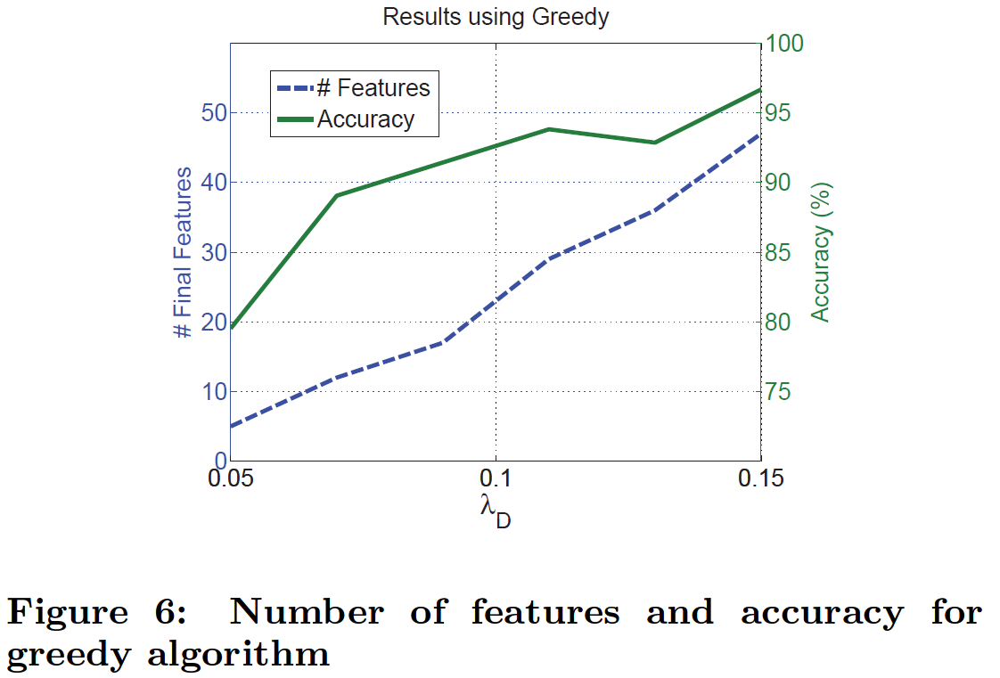 Results using Greedy
# Features
Accuracy
# Final Features
50
40
30
20
10
0
100
95
90
85
80
75
Accuracy (%)
0.05 0.1 0.15
λD
Figure 6: Number of features and accuracy for
greedy algorithm